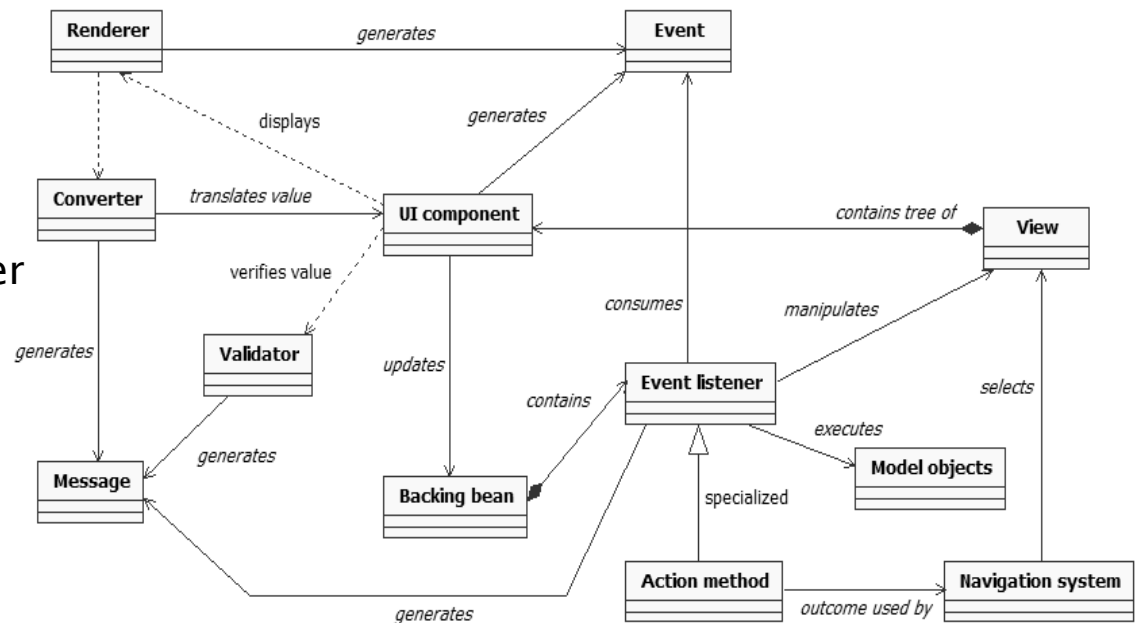 Renderer
generates
Event
displays
generates
Converter
translates value
UI component
contains tree of
View
er
verifies value
consumes
manipulates
generates
Validator
updates
Event listener
selects
contains
executes
generates
Message
Backing bean
specialized
Model objects
Action method
Navigation system
generates
outcome used by